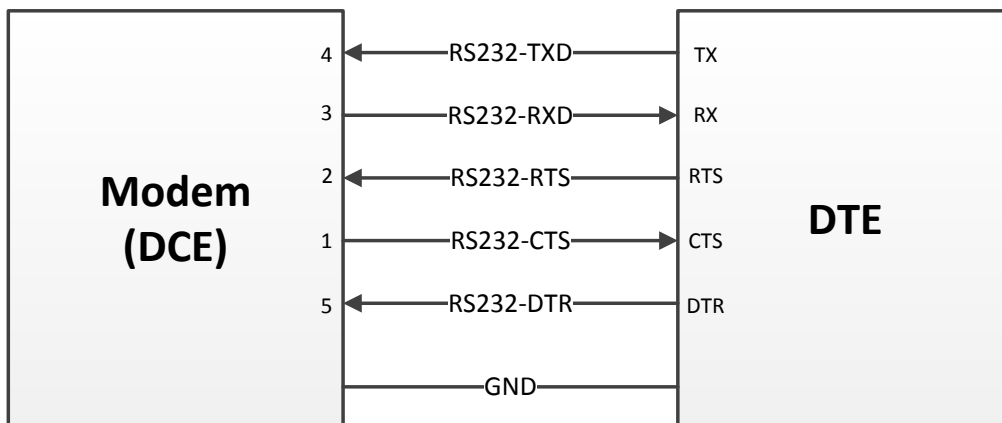 4 RS232-TXD TX
3 RS232-RXD RX
2 RS232-RTS RTS
Modem
(DCE)
DTE
1 RS232-CTS CTS
5 RS232-DTR DTR
GND